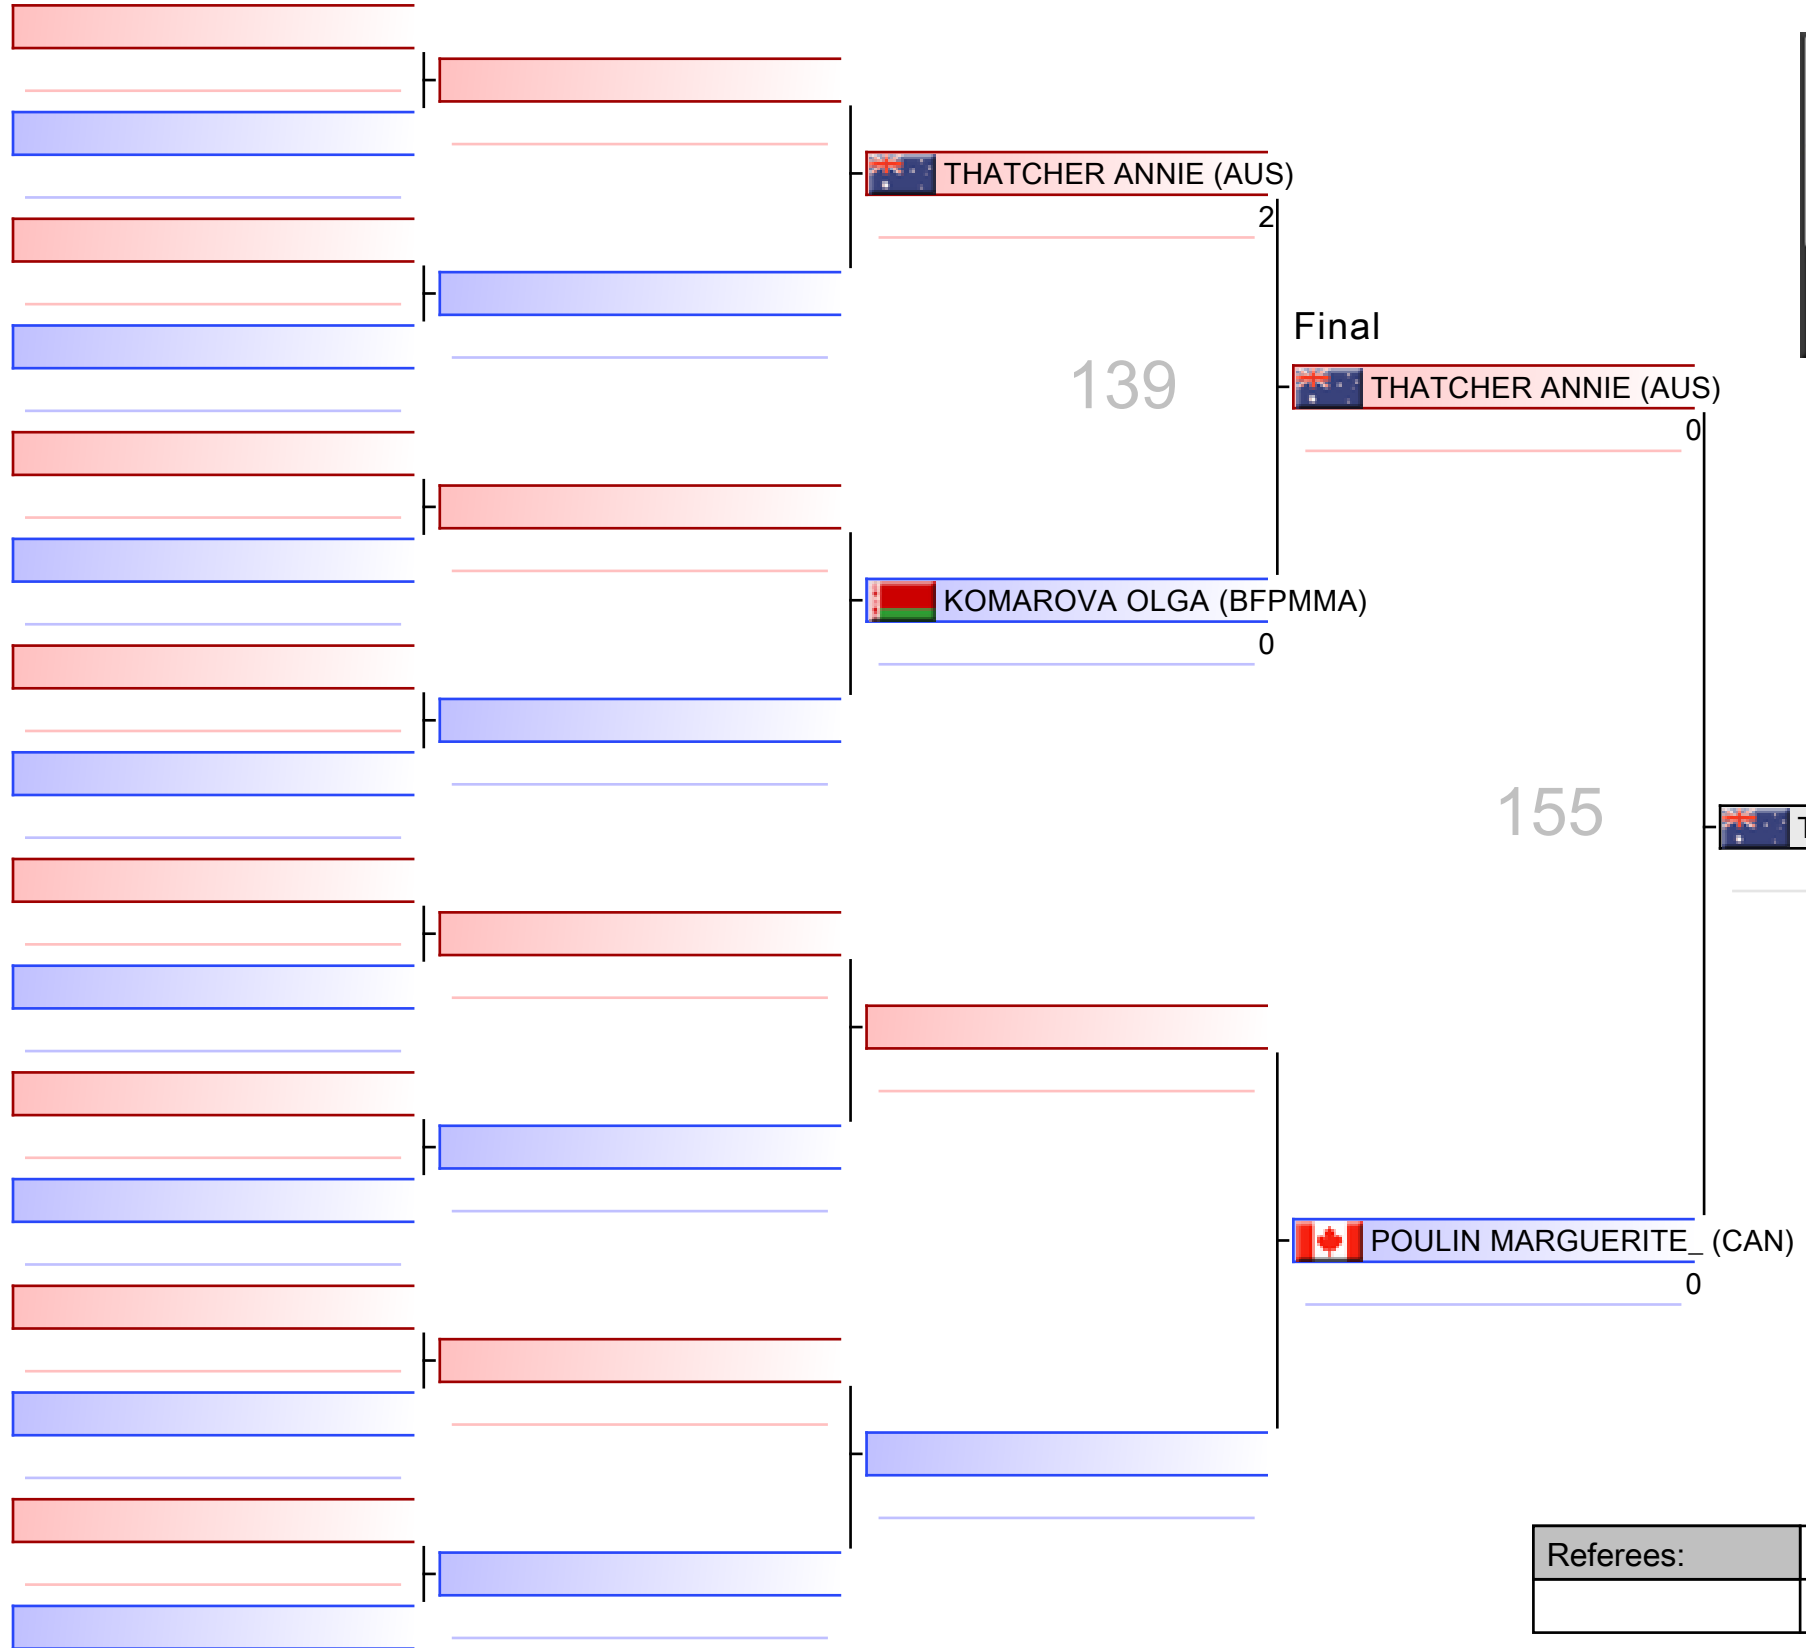 THATCHER ANNIE (AUS)
2
Final
139
THATCHER ANNIE (AUS)
0
KOMAROVA OLGA (BFPMMA)
0
155
POULIN MARGUERITE_ (CAN)
0
Referees: